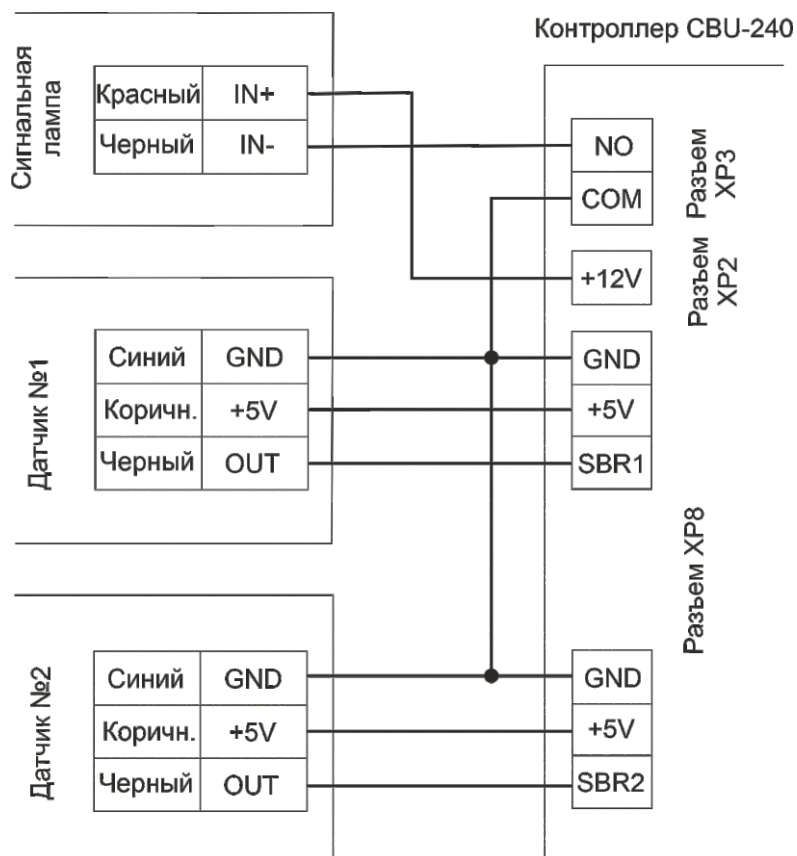 Контроллер CBU-240
Сигнальная
лампа
Красный IN+
Черный IN-
NO
COM
Разъем
XP3
+12V
Разъем
XP2
Датчик №1
Синий GND
Коричн. +5V
Черный OUT
GND
+5V
SBR1
Разъем XP8
Датчик №2
Синий GND
Коричн. +5V
Черный OUT
GND
+5V
SBR2